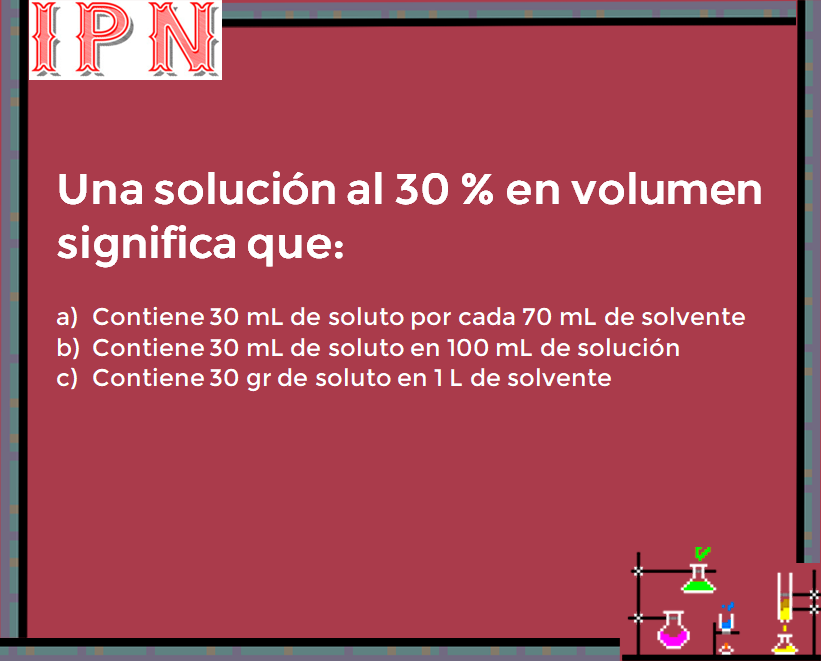 IPN
Una solución al 30 % en volumen
significa que:
a) Contiene 30 mL de soluto por cada 70 mL de solvente
b) Contiene 30 mL de soluto en 100 mL de solución
c) Contiene 30 gr de soluto en 1 L de solvente